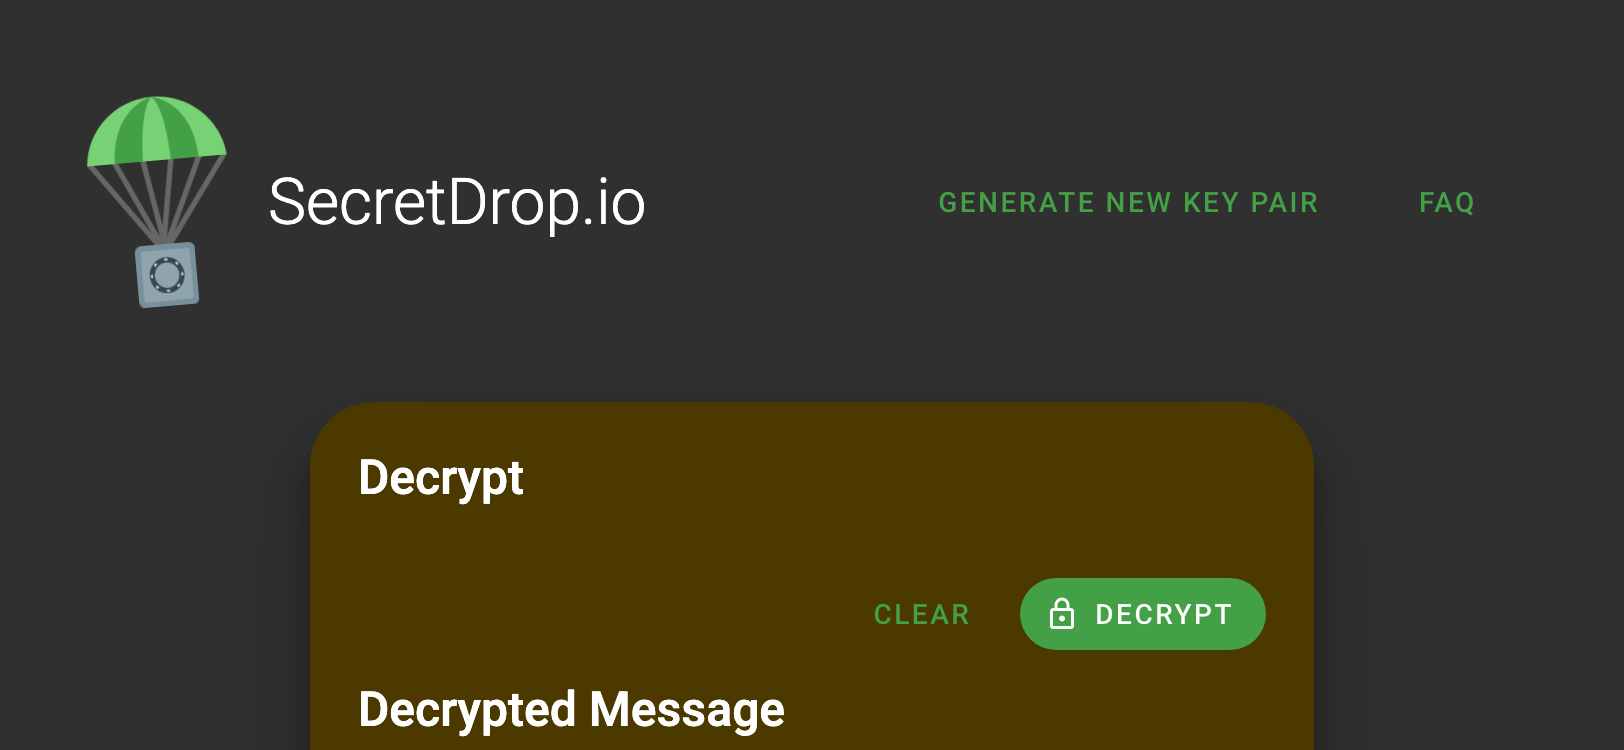 SecretDrop.io
GENERATE NEW KEY PAIR
FAQ
Decrypt
CLEAR
DECRYPT
Decrypted Message